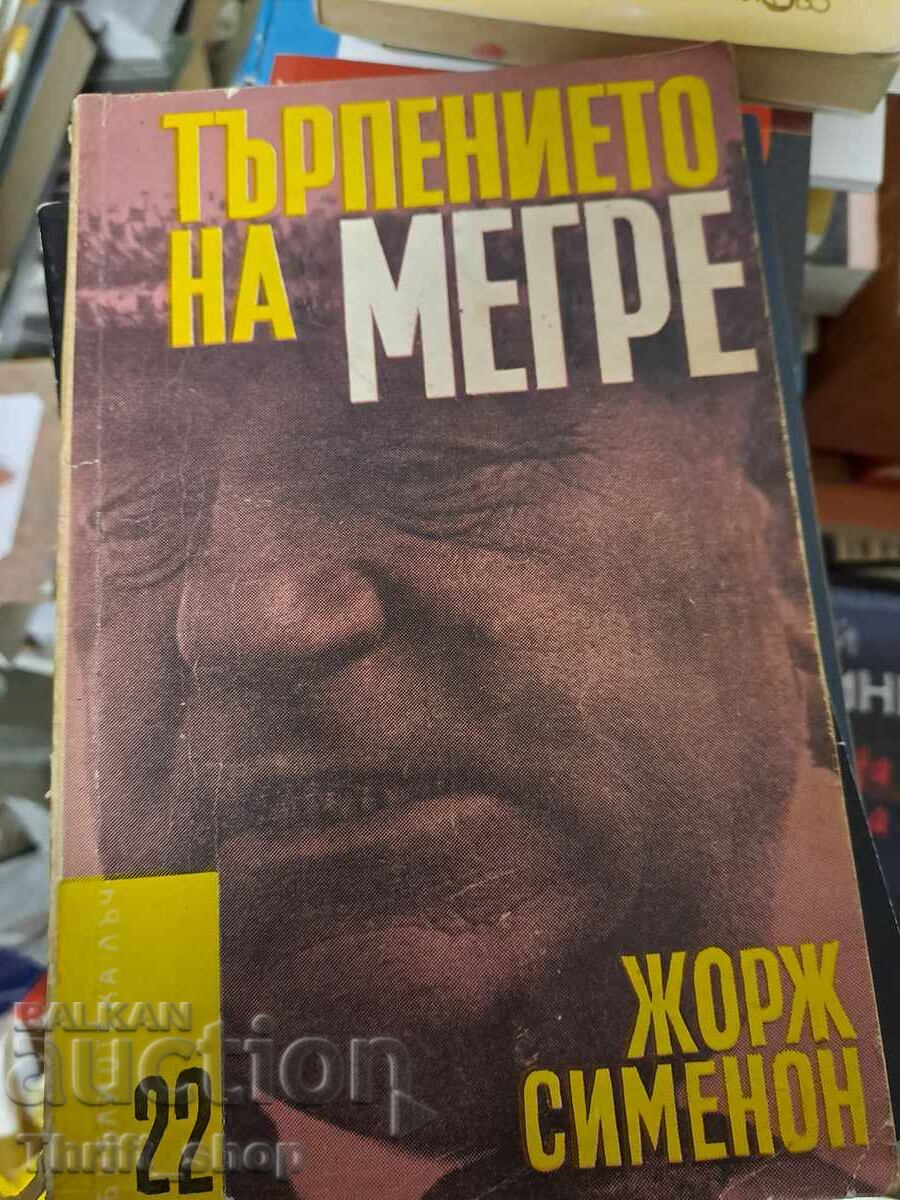 ТЪРПЕНИЕТО
НА МЕГРЕ
ЖОРЖ
СИМЕНОН
22
BALKAN
auction
Thrift shop